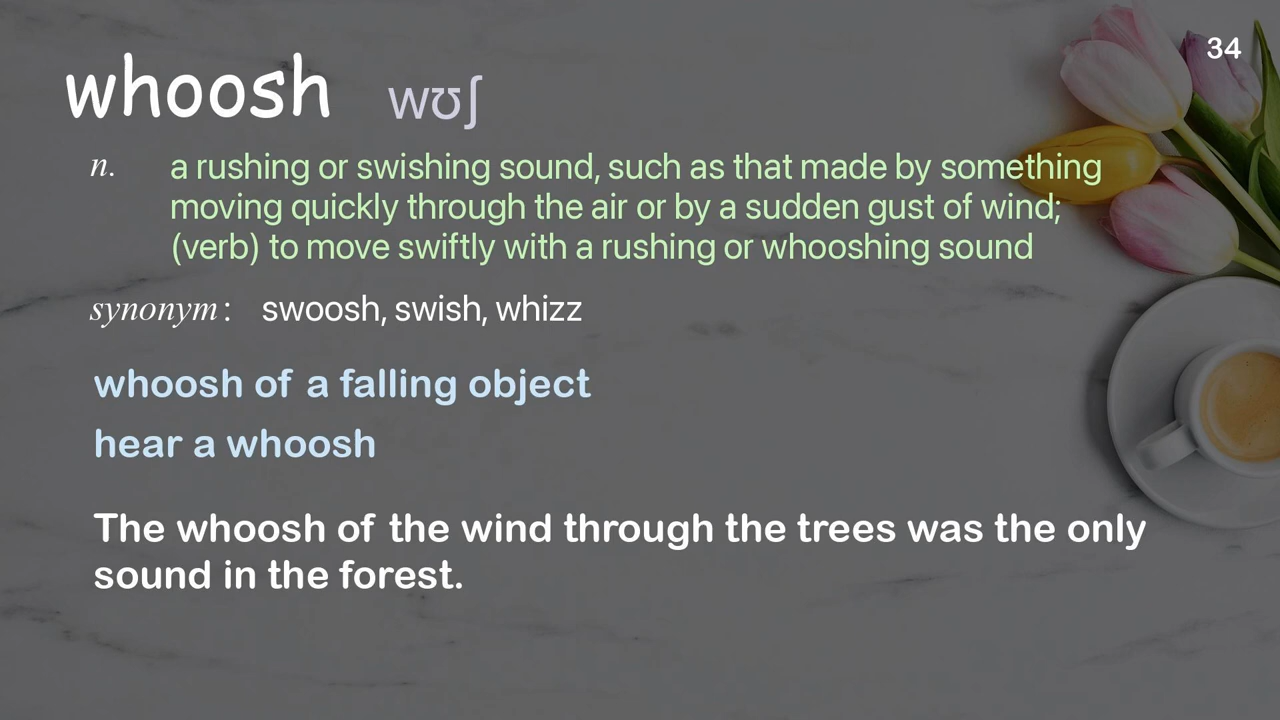 34
whoosh wʊʃ
n. a rushing or swishing sound, such as that made by something
moving quickly through the air or by a sudden gust of wind;
(verb) to move swiftly with a rushing or whooshing sound
synonym: swoosh, swish, whizz
whoosh of a falling object
hear a whoosh
The whoosh of the wind through the trees was the only
sound in the forest.